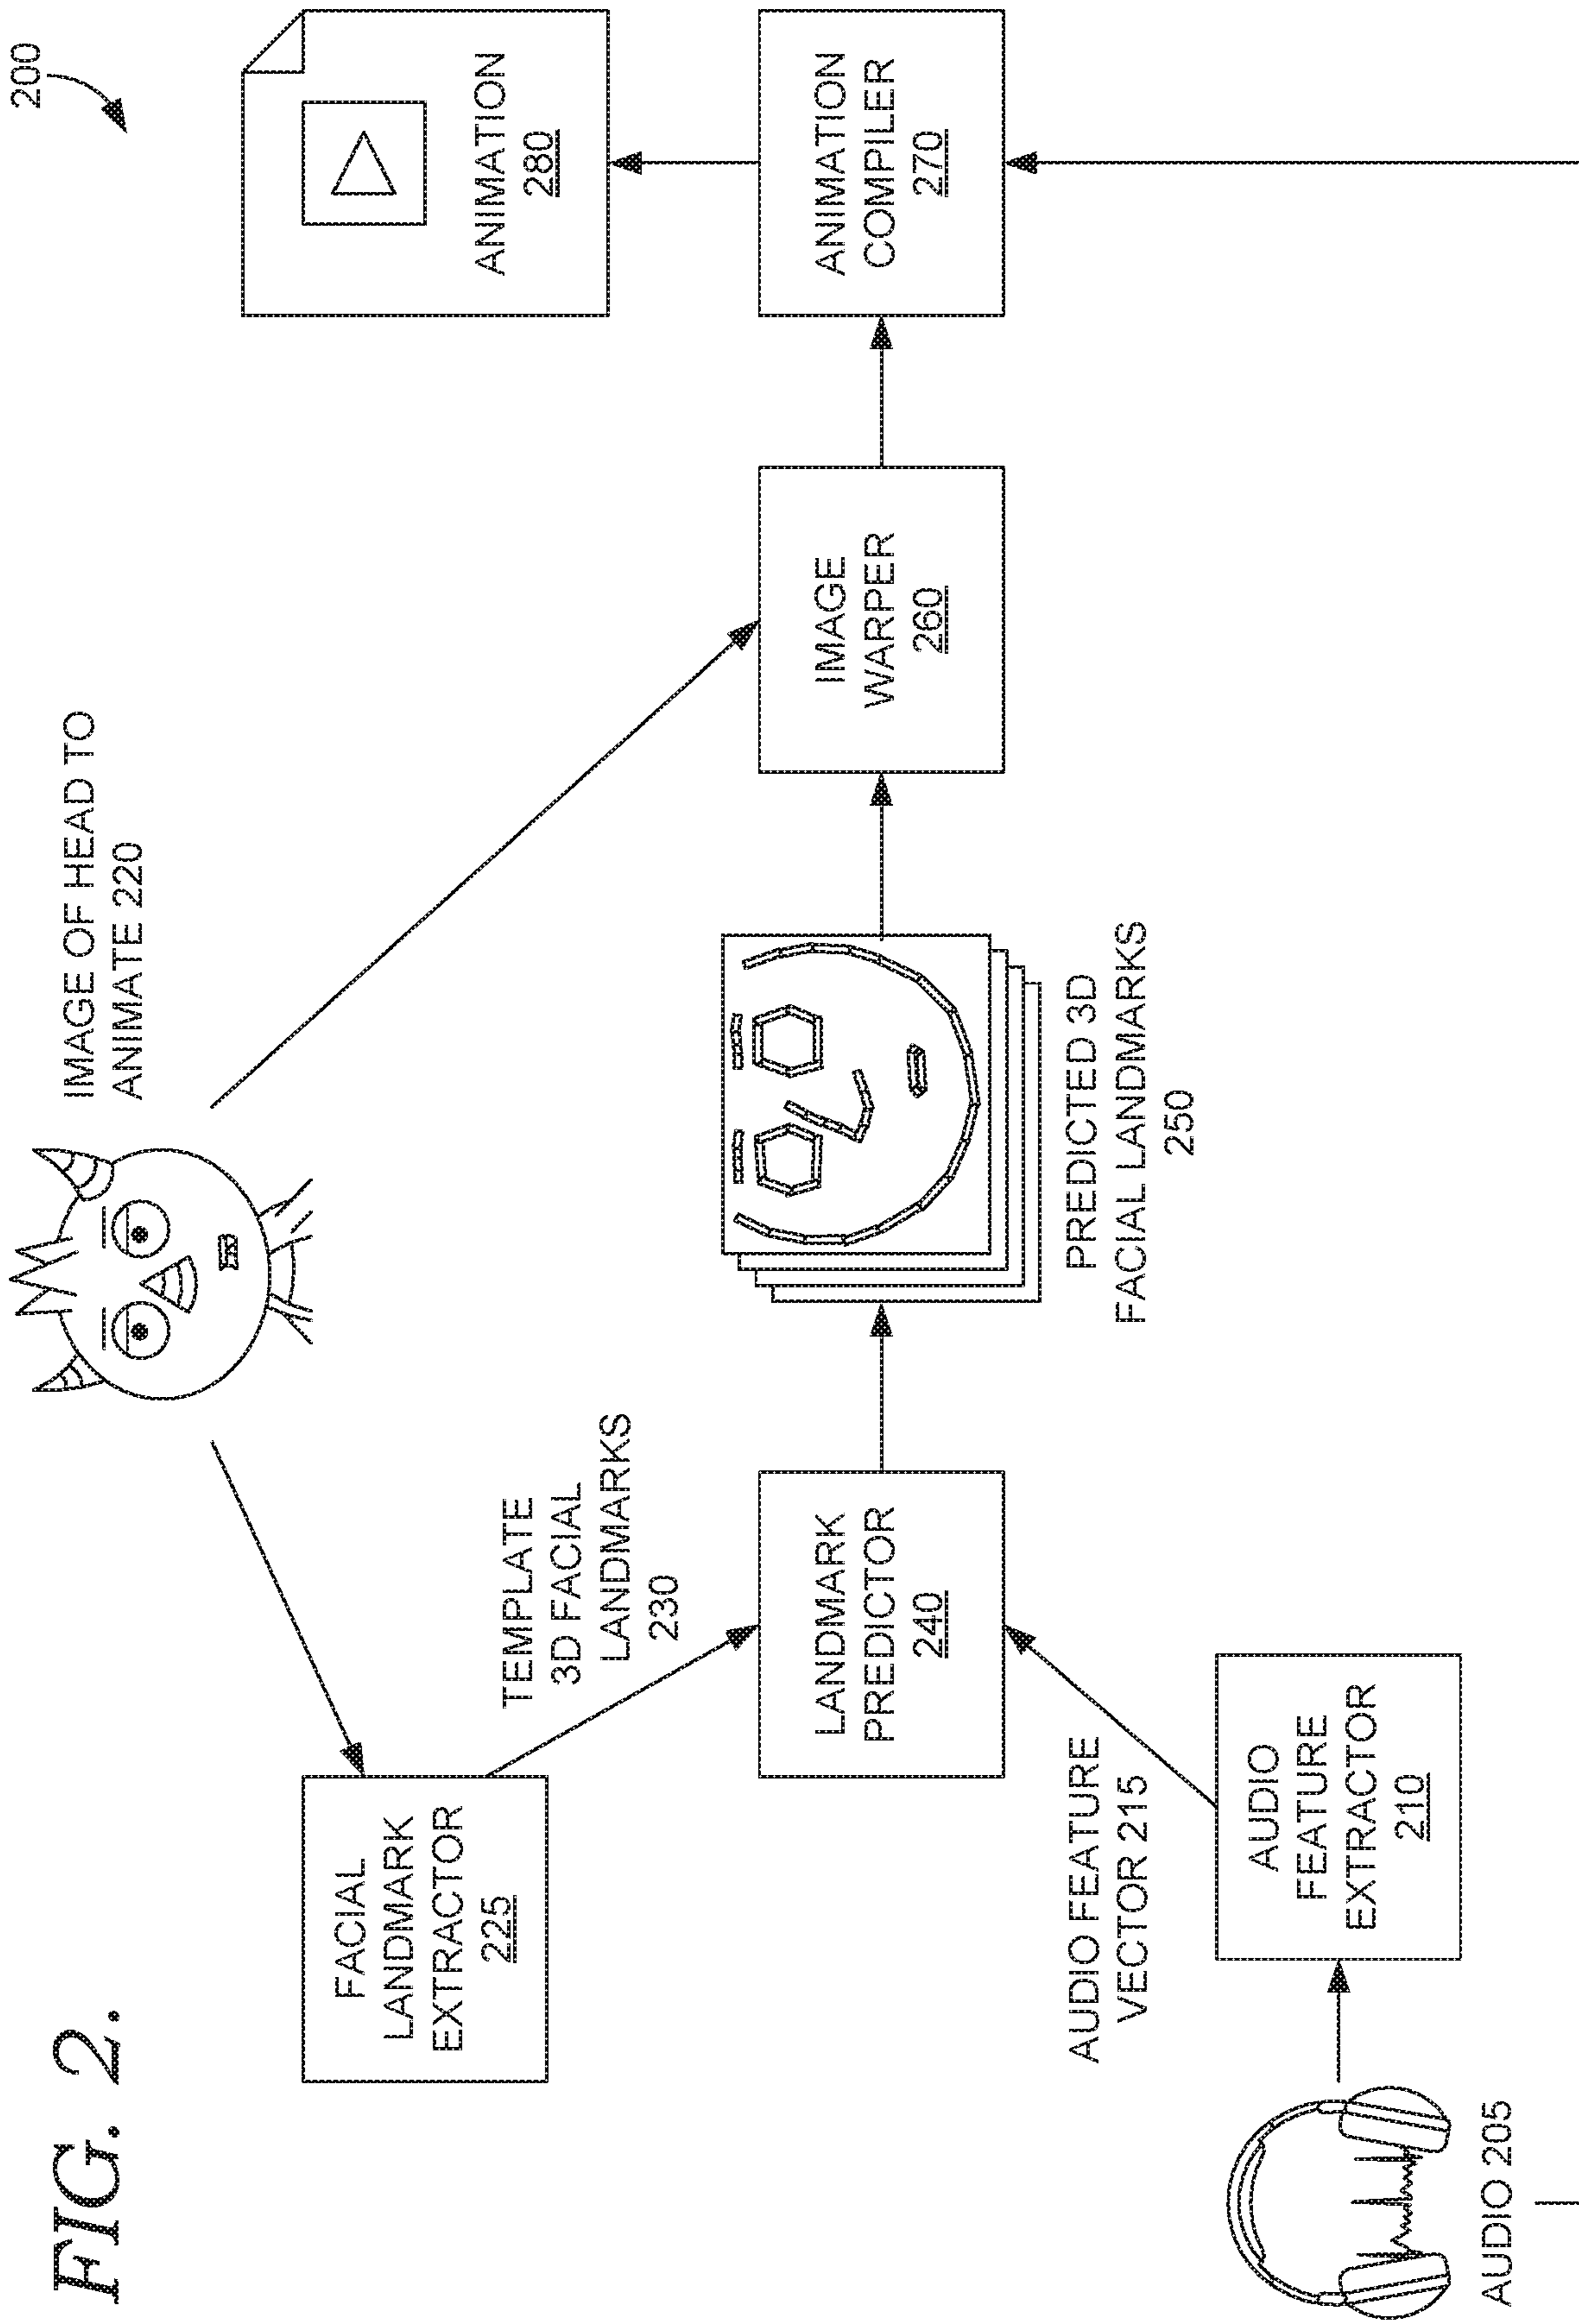 FIG. 2.
200
IMAGE OF HEAD TO
ANIMATE 220
FACIAL
LANDMARK
EXTRACTOR
225
TEMPLATE
3D FACIAL
LANDMARKS
230
ANIMATION
280
LANDMARK
PREDICTOR
240
IMAGE
WARPER
260
ANIMATION
COMPILER
270
PREDICTED 3D
FACIAL LANDMARKS
250
AUDIO FEATURE
VECTOR 215
AUDIO
FEATURE
EXTRACTOR
210
AUDIO 205